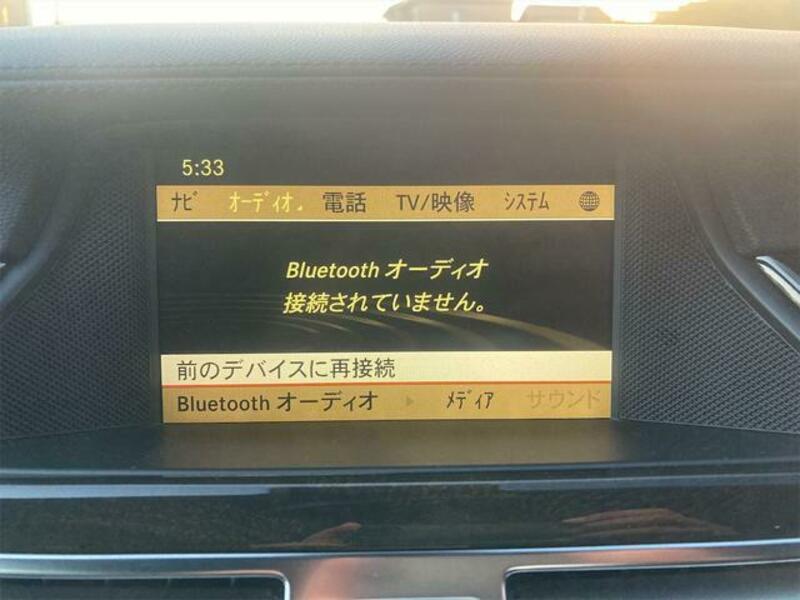 5:33
ﾅﾋﾞ ｵｰﾃﾞｨｵ 電話 TV/映像 ｼｽﾃﾑ
Bluetooth オーディオ
接続されていません。
前のデバイスに再接続
Bluetooth オーディオ ﾒﾃﾞｨｱ サウンド